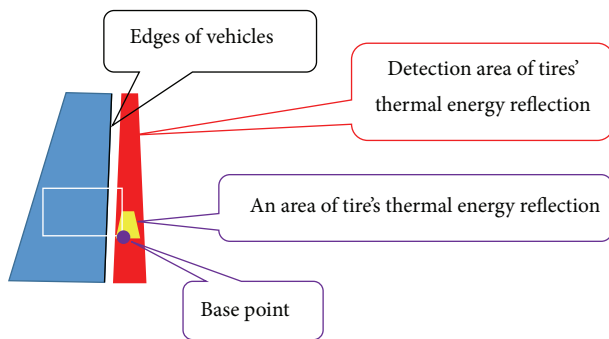 Edges of vehicles
Detection area of tires’
thermal energy reflection
An area of tire’s thermal energy reflection
Base point